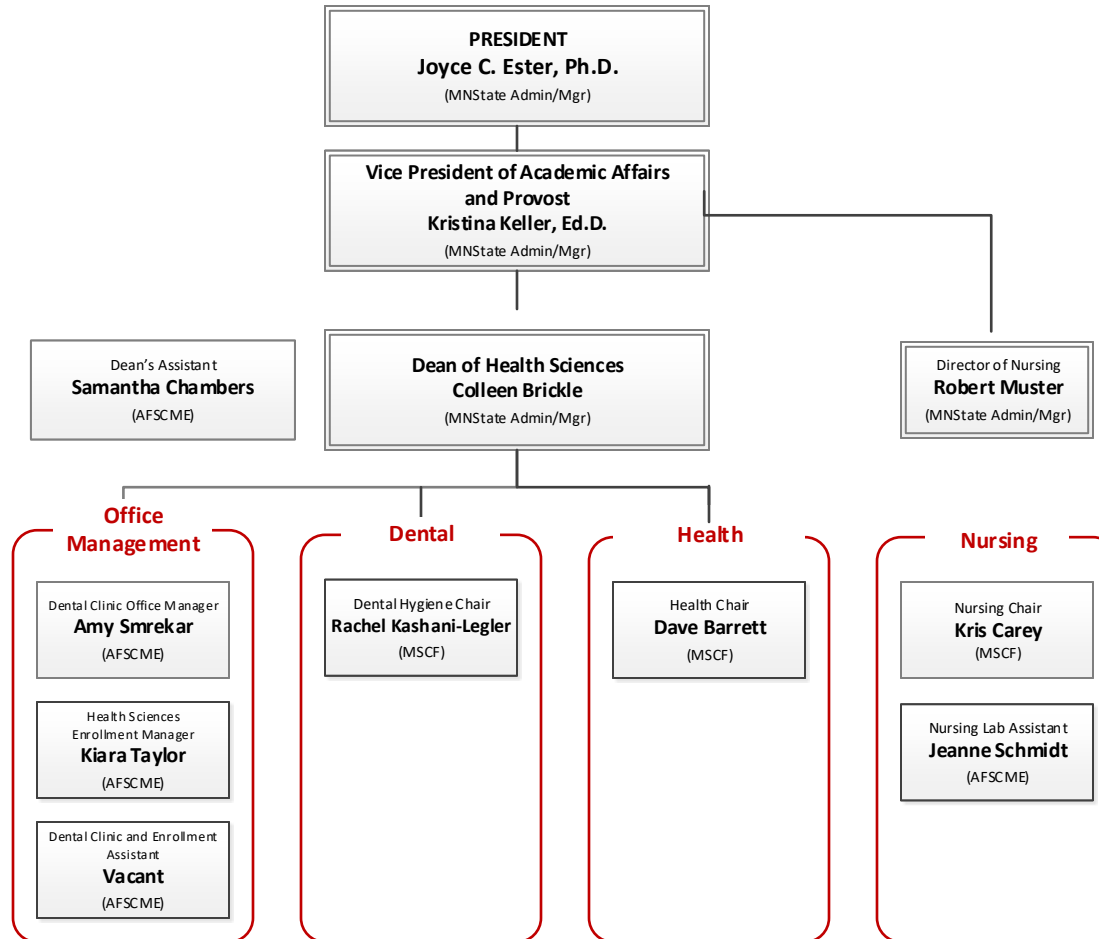 PRESIDENT
Joyce C. Ester, Ph.D.
(MNState Admin/Mgr)
Vice President of Academic Affairs
and Provost
Kristina Keller, Ed.D.
(MNState Admin/Mgr)
Dean's Assistant
Samantha Chambers
(AFSCME)
Dean of Health Sciences
Colleen Brickle
(MNState Admin/Mgr)
Director of Nursing
Robert Muster
(MNState Admin/Mgr)
Office
Management
Dental Clinic Office Manager
Amy Smrekar
(AFSCME)
Health Sciences
Enrollment Manager
Kiara Taylor
(AFSCME)
Dental Clinic and Enrollment
Assistant
Vacant
(AFSCME)
Dental
Dental Hygiene Chair
Rachel Kashani-Legler
(MSCF)
Health
Health Chair
Dave Barrett
(MSCF)
Nursing
Nursing Chair
Kris Carey
(MSCF)
Nursing Lab Assistant
Jeanne Schmidt
(AFSCME)